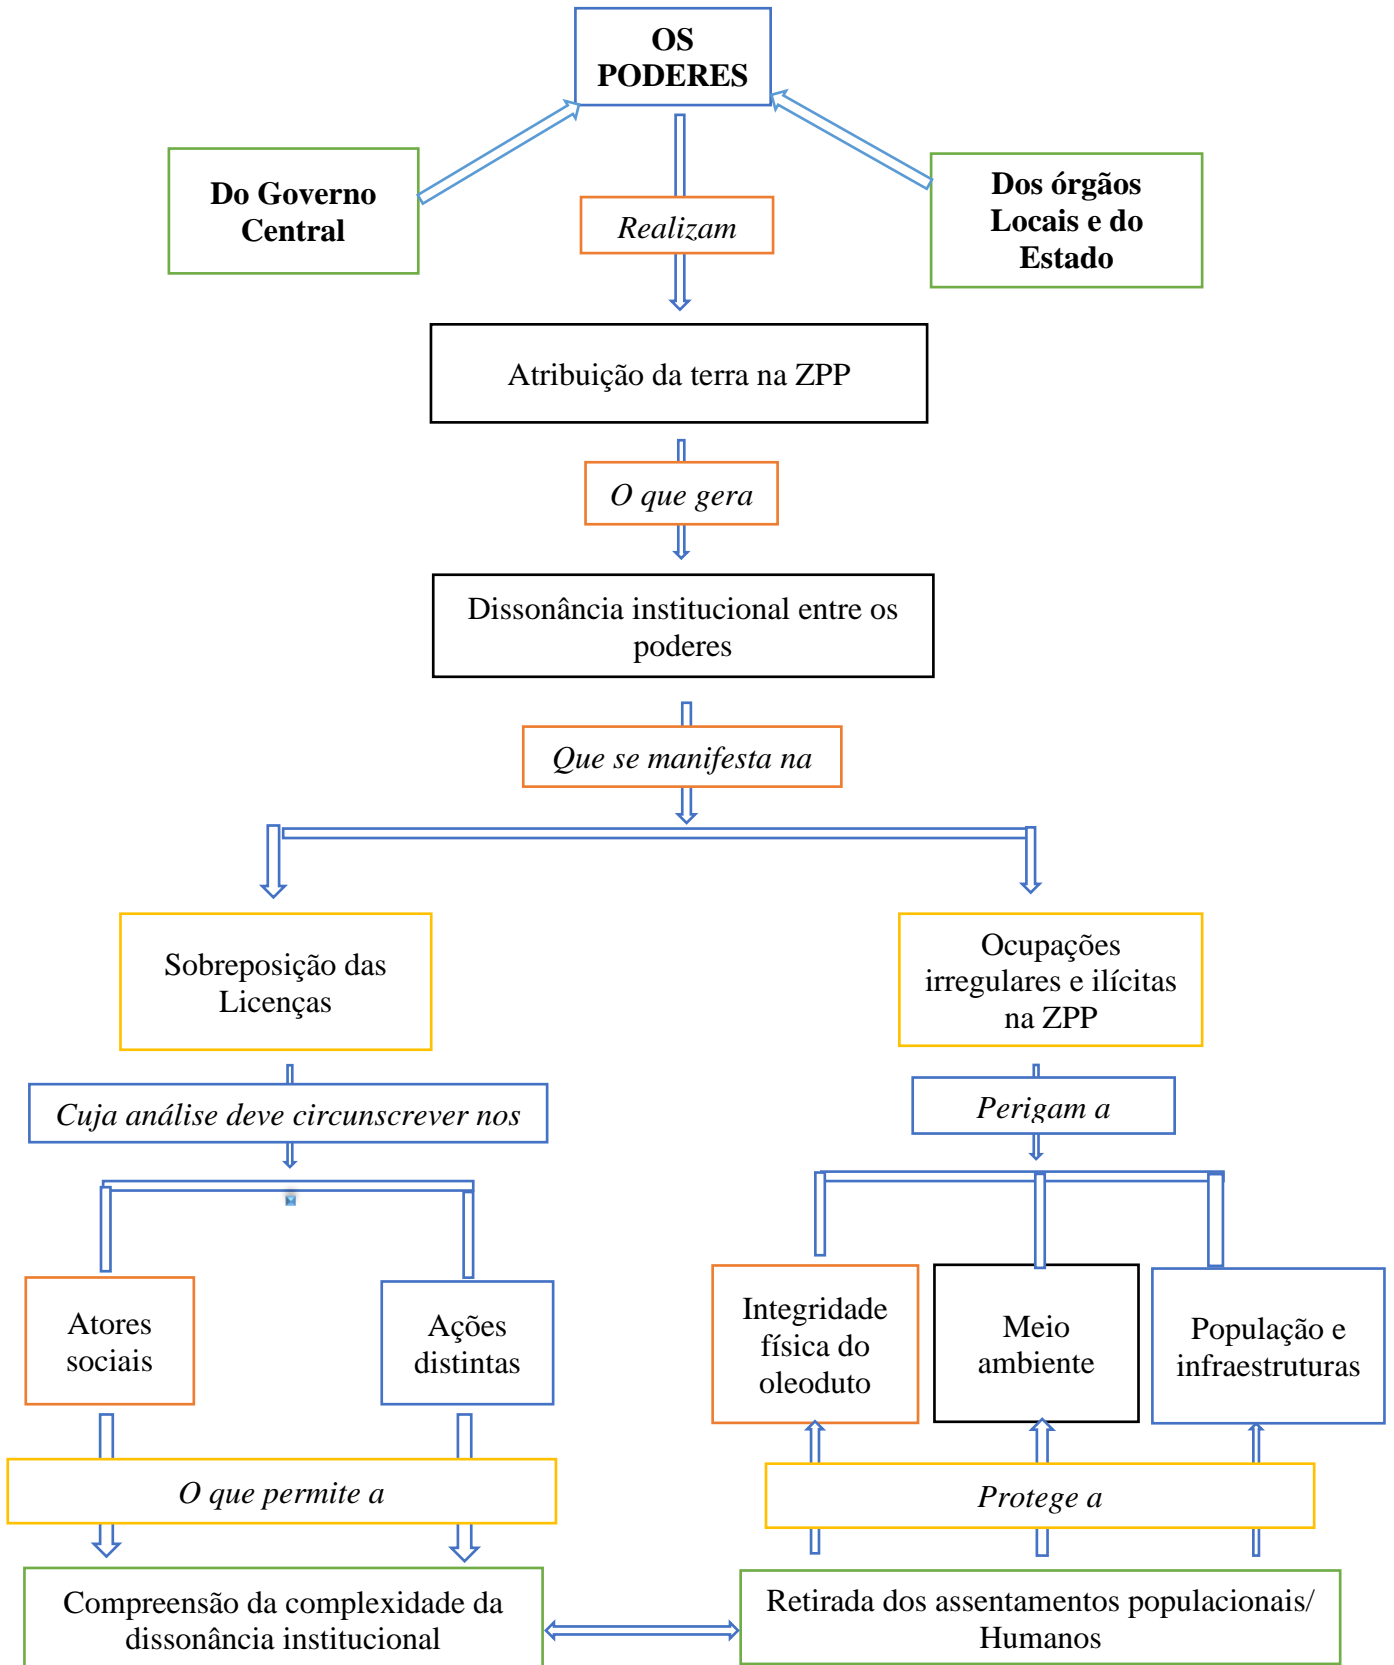 OS
PODERES
Do Governo
Central
Dos órgãos
Locais e do
Estado
Realizam
Atribuição da terra na ZPP
O que gera
Dissonância institucional entre os
poderes
Que se manifesta na
Sobreposição das
Licenças
Ocupações
irregulares e ilícitas
na ZPP
Cuja análise deve circunscrever nos
Perigam a
Atores
sociais
Ações
distintas
Integridade
física do
oleoduto
Meio
ambiente
População e
infraestruturas
O que permite a
Protege a
Compreensão da complexidade da
dissonância institucional
Retirada dos assentamentos populacionais/
Humanos